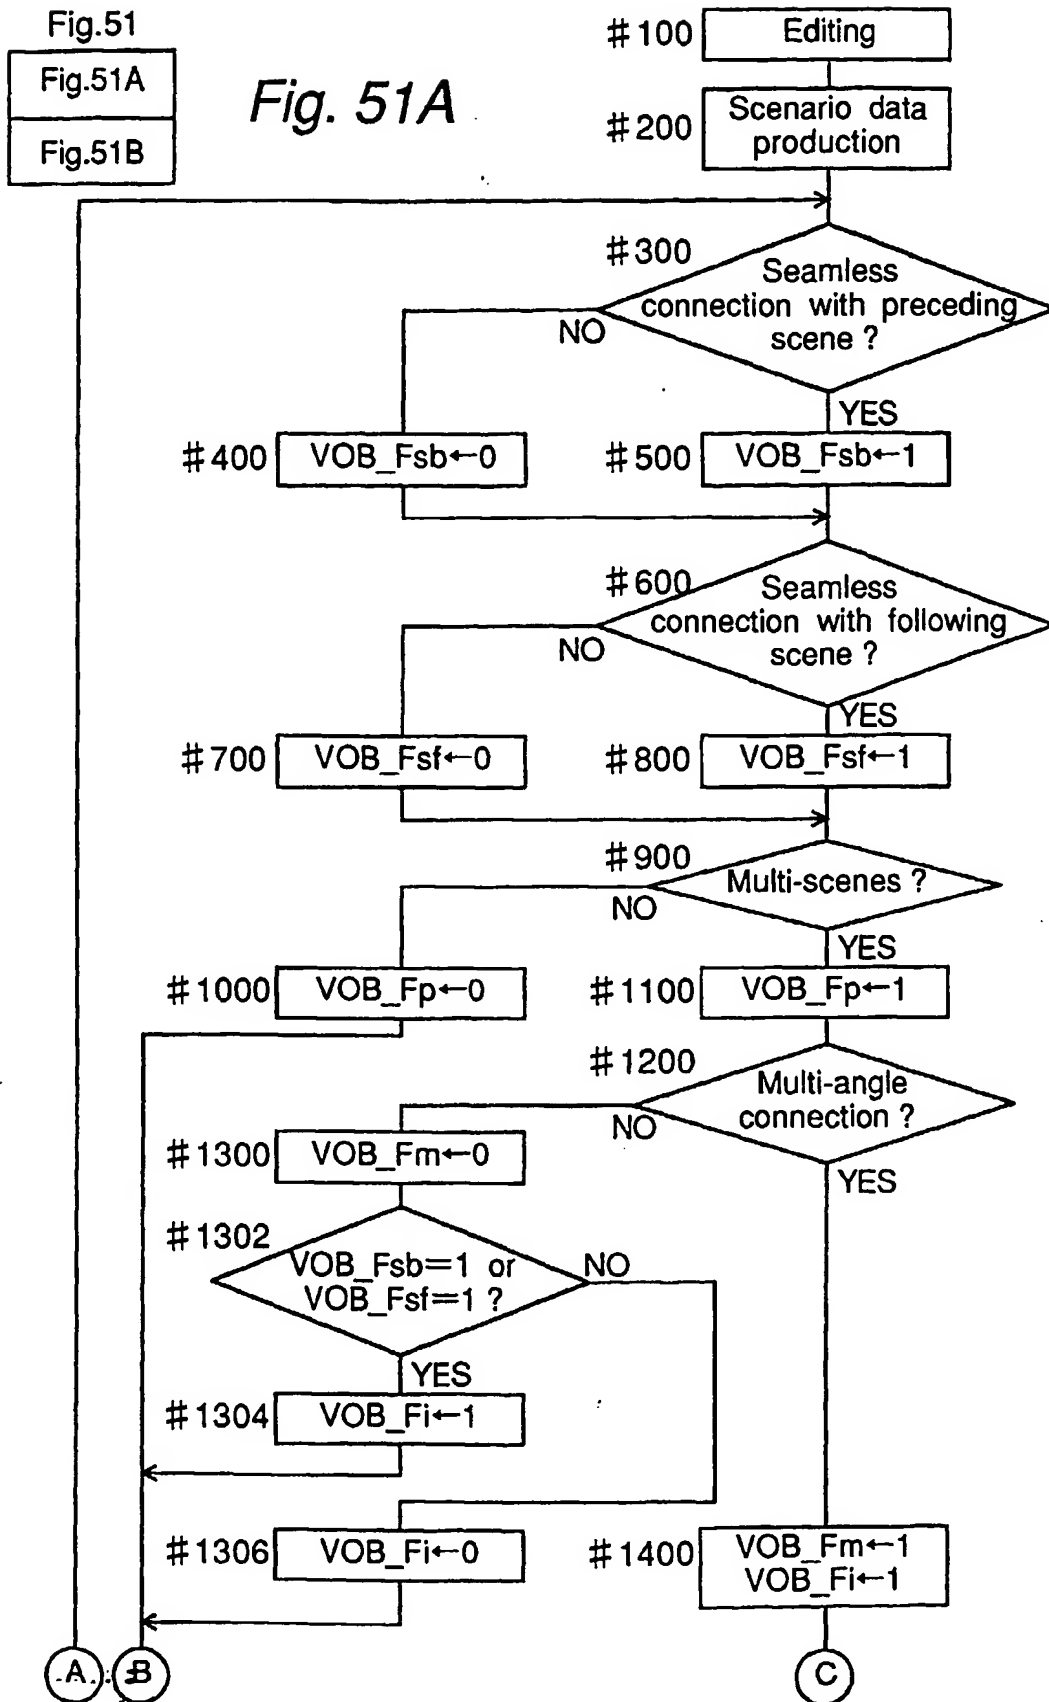 Fig.51
Fig.51A
Fig.51B
Fig. 51A
#100
Editing
#200
Scenario data
production
#300
Seamless
connection with preceding
scene ?
NO
YES
#400
VOB_Fsb←0
#500
VOB_Fsb←1
#600
Seamless
connection with following
scene ?
NO
YES
#700
VOB_Fsf←0
#800
VOB_Fsf←1
#900
Multi-scenes ?
NO
YES
#1000
VOB_Fp←0
#1100
VOB_Fp←1
#1200
Multi-angle
connection ?
NO
YES
#1300
VOB_Fm←0
#1302
VOB_Fsb=1 or
VOB_Fsf=1 ?
NO
YES
#1304
VOB_Fi←1
#1306
VOB_Fi←0
#1400
VOB_Fm←1
VOB_Fi←1
A
B
C